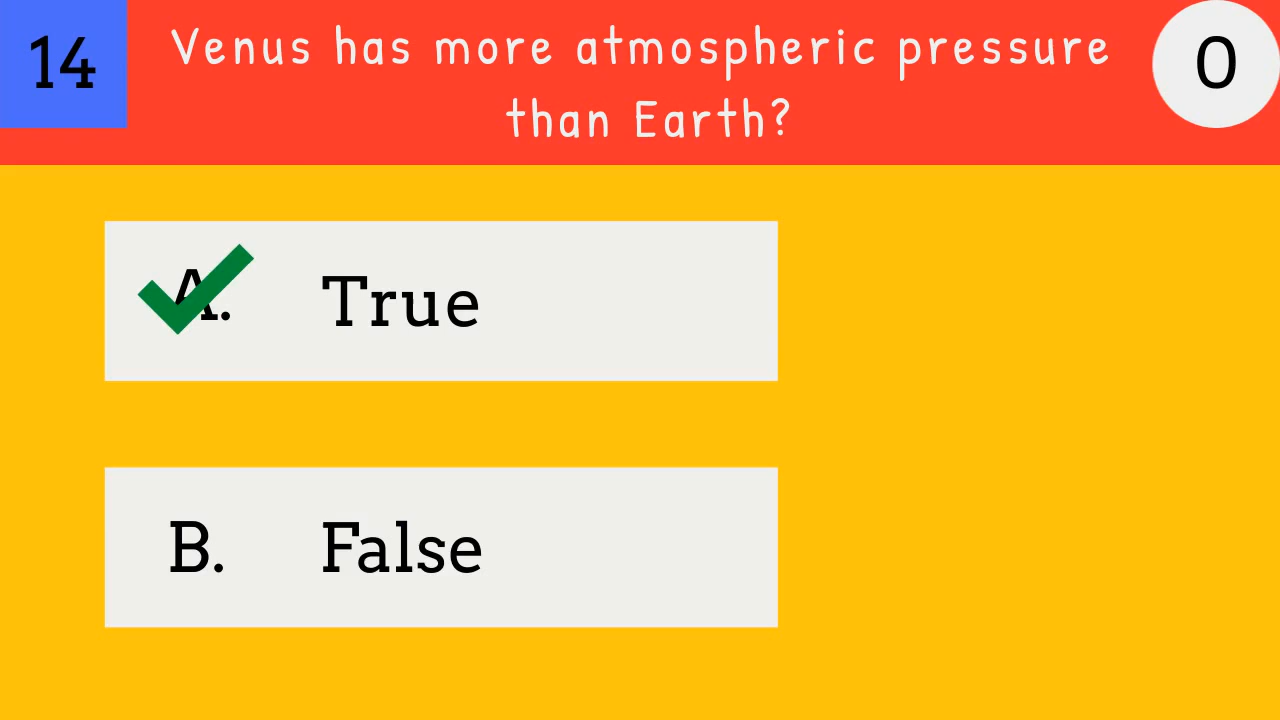 14
Venus has more atmospheric pressure
than Earth?
0
A. True
B. False